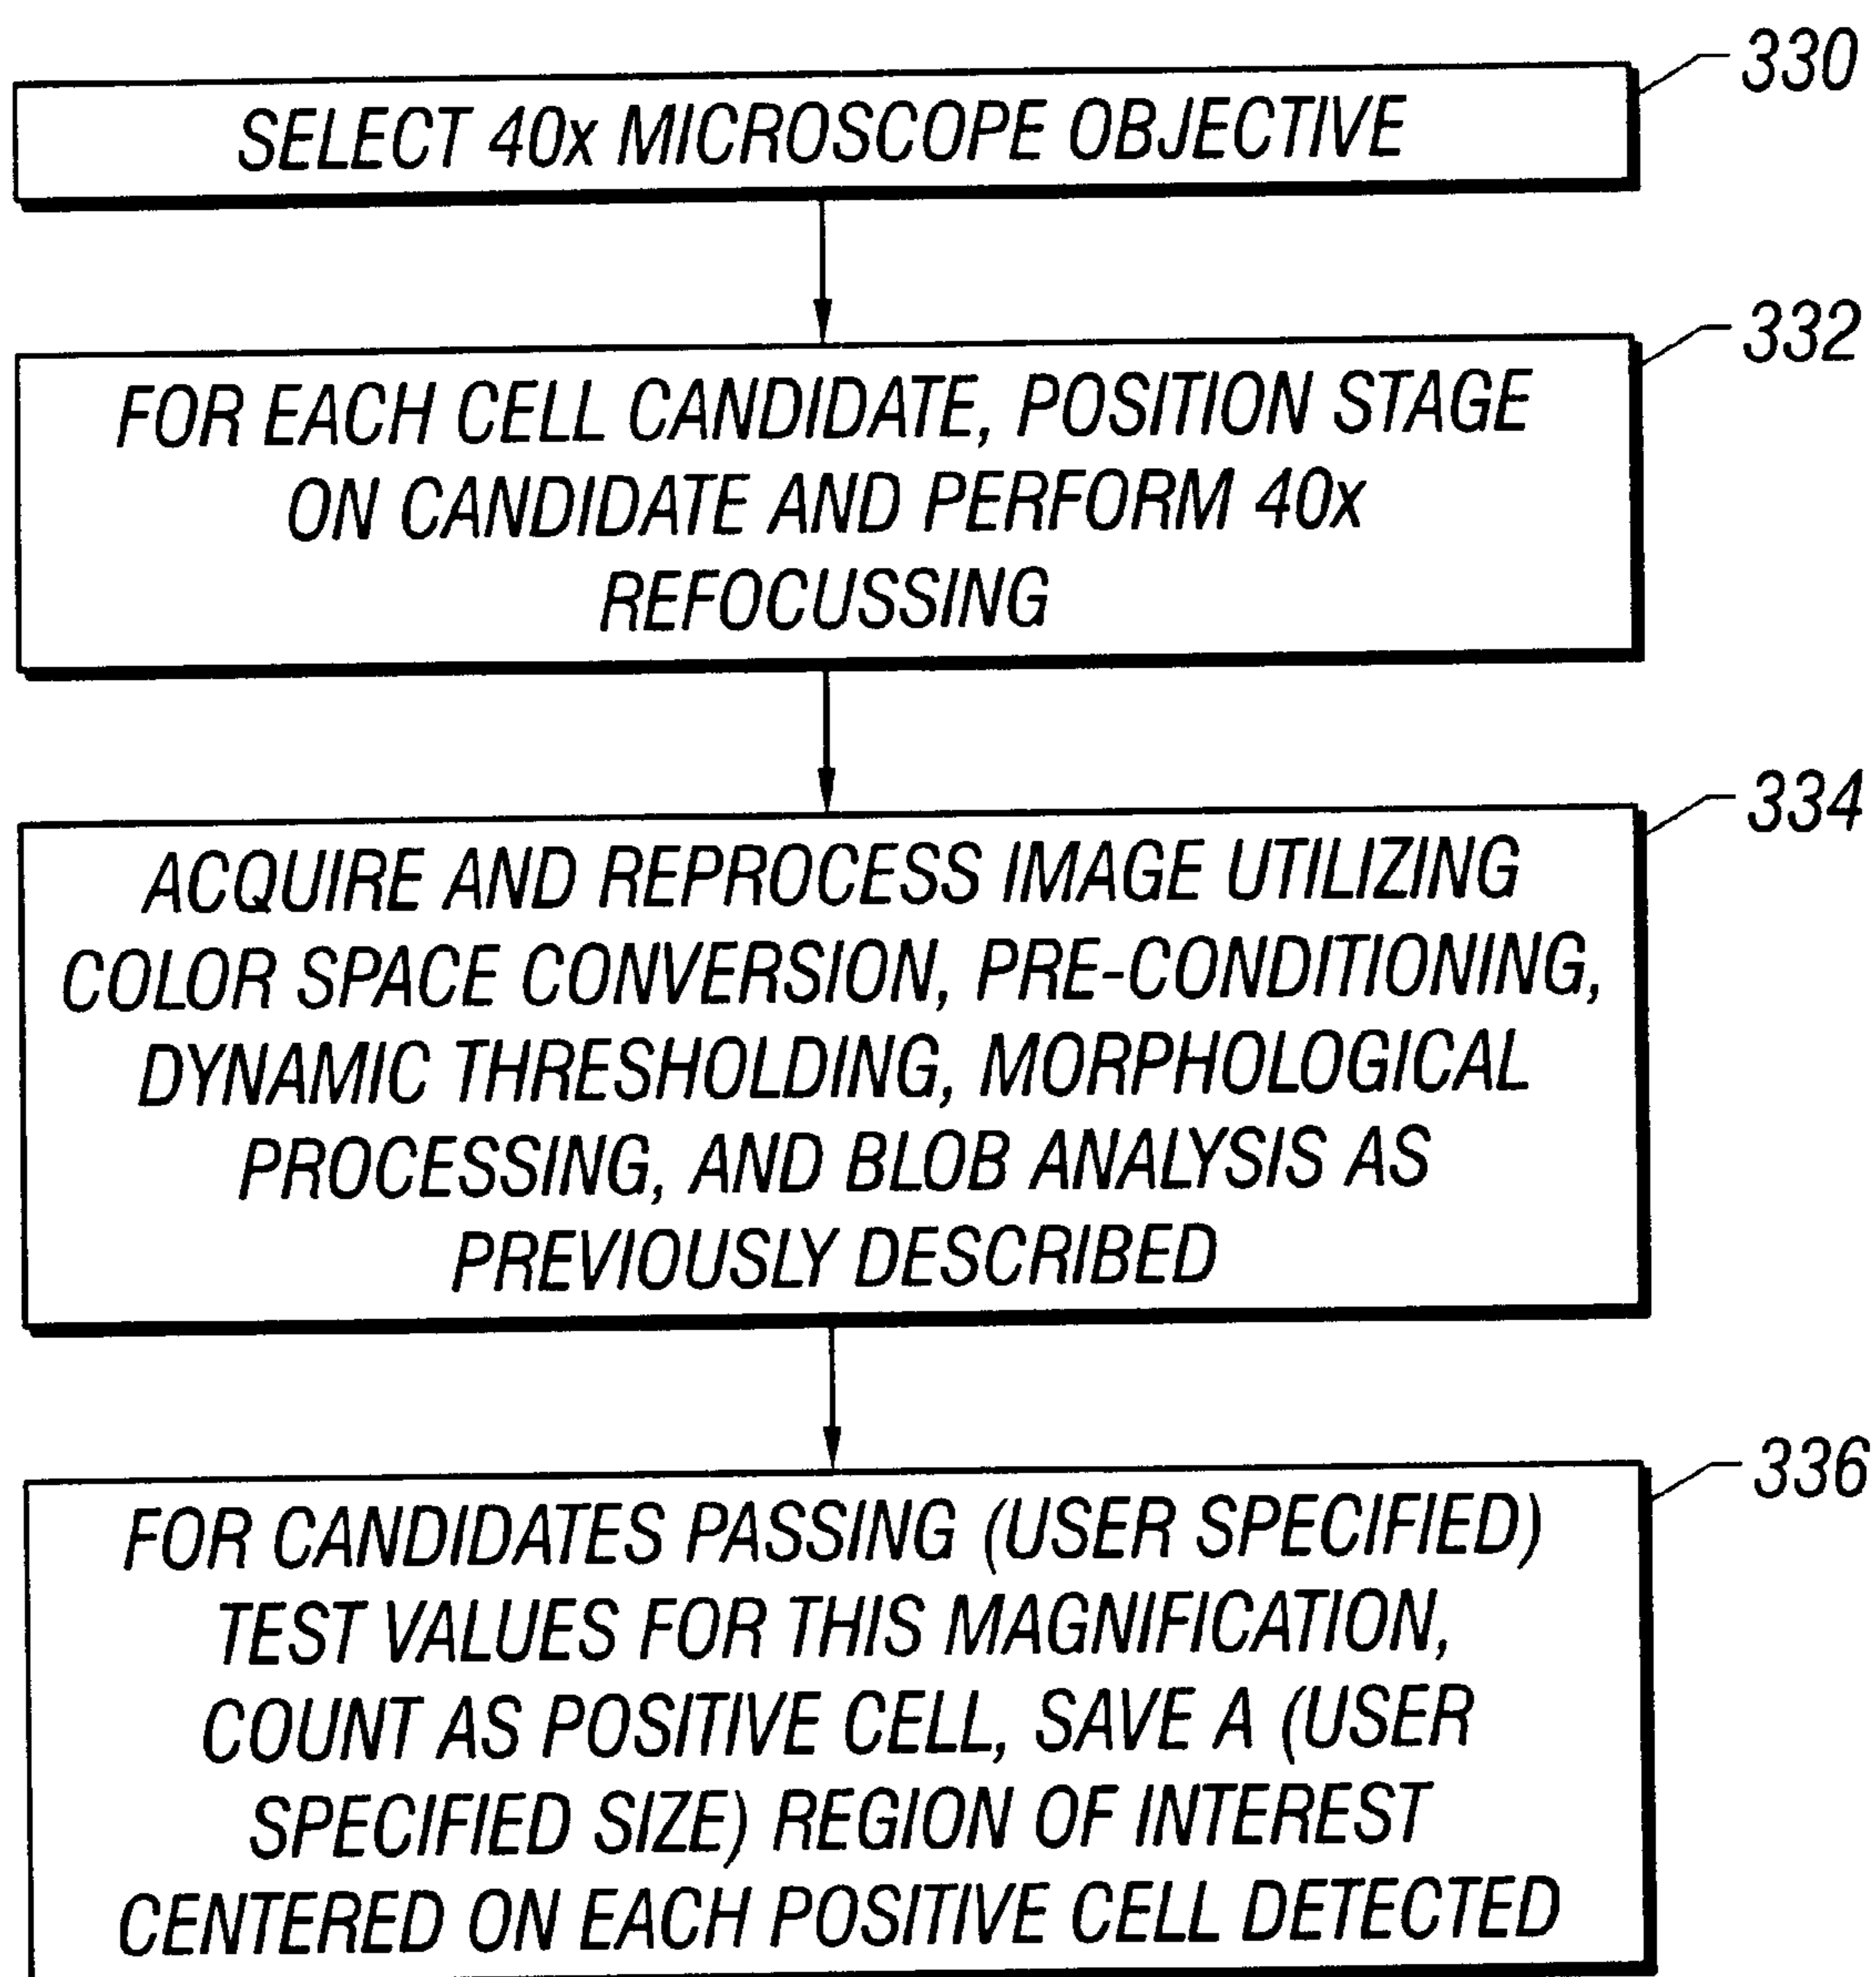 330
SELECT 40x MICROSCOPE OBJECTIVE
332
FOR EACH CELL CANDIDATE, POSITION STAGE
ON CANDIDATE AND PERFORM 40x
REFOCUSSING
334
ACQUIRE AND REPROCESS IMAGE UTILIZING
COLOR SPACE CONVERSION, PRE-CONDITIONING,
DYNAMIC THRESHOLDING, MORPHOLOGICAL
PROCESSING, AND BLOB ANALYSIS AS
PREVIOUSLY DESCRIBED
336
FOR CANDIDATES PASSING (USER SPECIFIED)
TEST VALUES FOR THIS MAGNIFICATION,
COUNT AS POSITIVE CELL, SAVE A (USER
SPECIFIED SIZE) REGION OF INTEREST
CENTERED ON EACH POSITIVE CELL DETECTED